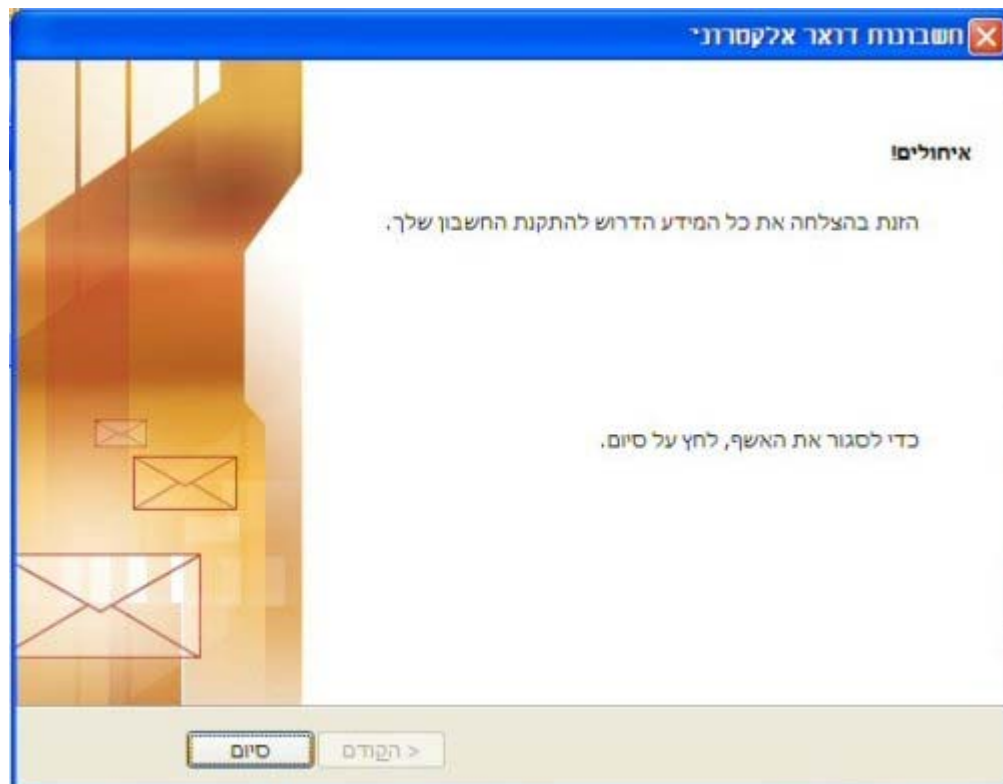 חשבונות דואר אלקטרוני
איחולים!
הזנת בהצלחה את כל המידע הדרוש להתקנת החשבון שלך.
כדי לסגור את האשף, לחץ על סיום.
< הקודם
סיום